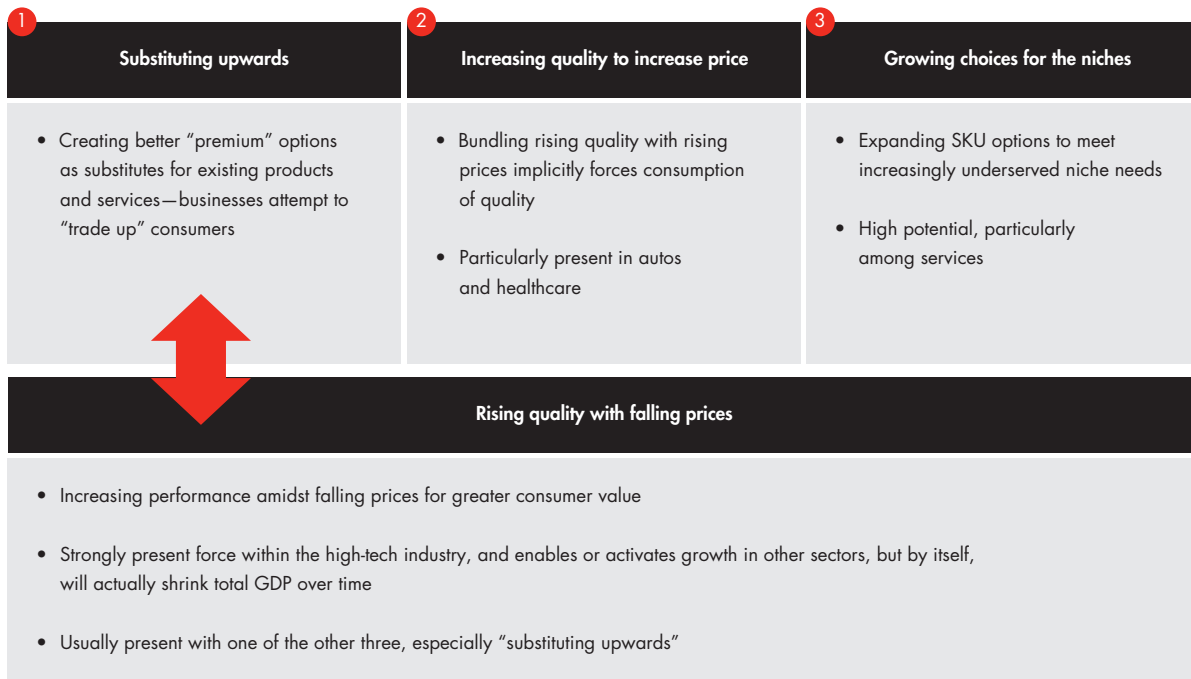 1
Substituting upwards
• Creating better “premium” options
as substitutes for existing products
and services—businesses attempt to
“trade up” consumers
2
Increasing quality to increase price
• Bundling rising quality with rising
prices implicitly forces consumption
of quality
• Particularly present in autos
and healthcare
3
Growing choices for the niches
• Expanding SKU options to meet
increasingly underserved niche needs
• High potential, particularly
among services
Rising quality with falling prices
• Increasing performance amidst falling prices for greater consumer value
• Strongly present force within the high-tech industry, and enables or activates growth in other sectors, but by itself,
will actually shrink total GDP over time
• Usually present with one of the other three, especially “substituting upwards”